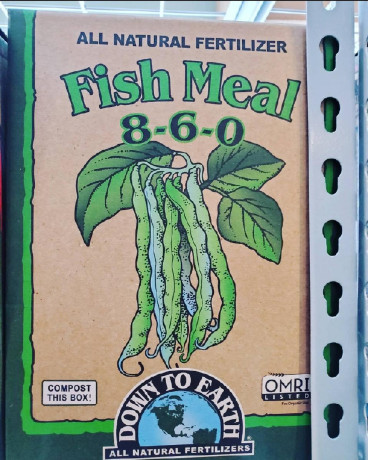 ALL NATURAL FERTILIZER
Fish Meal
8-6-0
COMPOST
THIS BOX!
OMRI
LISTED
DOWN TO EARTH
ALL NATURAL FERTILIZERS